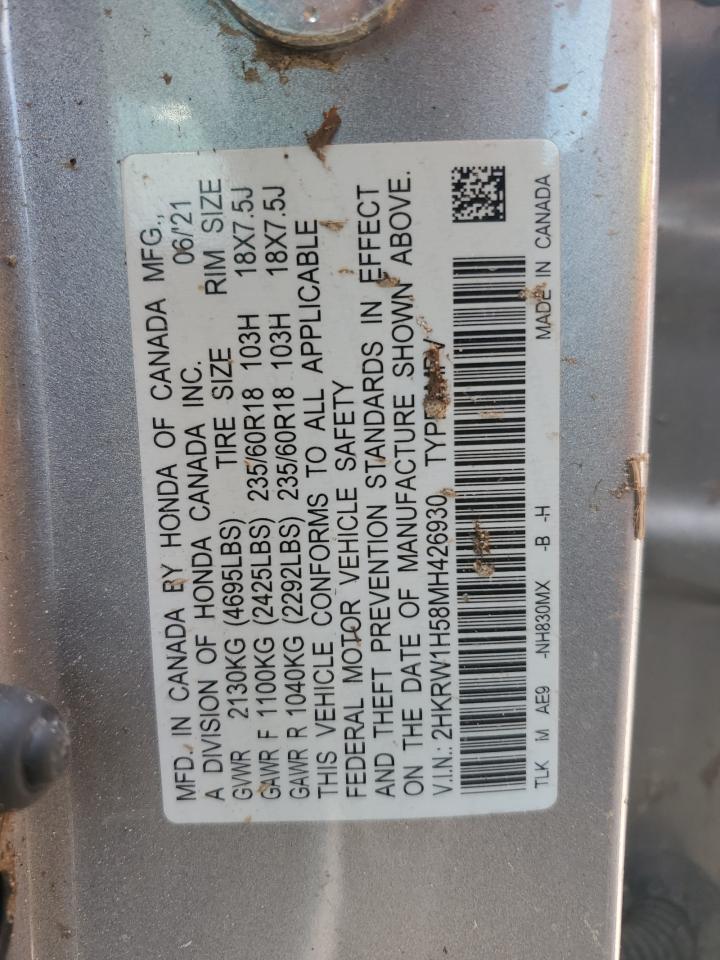 MFD. IN CANADA BY HONDA OF CANADA MFG.,
A DIVISION OF HONDA CANADA INC. 06/'21
GVWR 2130KG (4695LBS) TIRE SIZE RIM SIZE
GAWR F 1100KG (2425LBS) 235/60R18 103H 18X7.5J
GAWR R 1040KG (2292LBS) 235/60R18 103H 18X7.5J
THIS VEHICLE CONFORMS TO ALL APPLICABLE
FEDERAL MOTOR VEHICLE SAFETY
AND THEFT PREVENTION STANDARDS IN EFFECT
ON THE DATE OF MANUFACTURE SHOWN ABOVE.
V.I.N.: 2HKRW1H58MH426930 TYPE
TLK M AE9 -NH830MX -B -H MADE IN CANADA